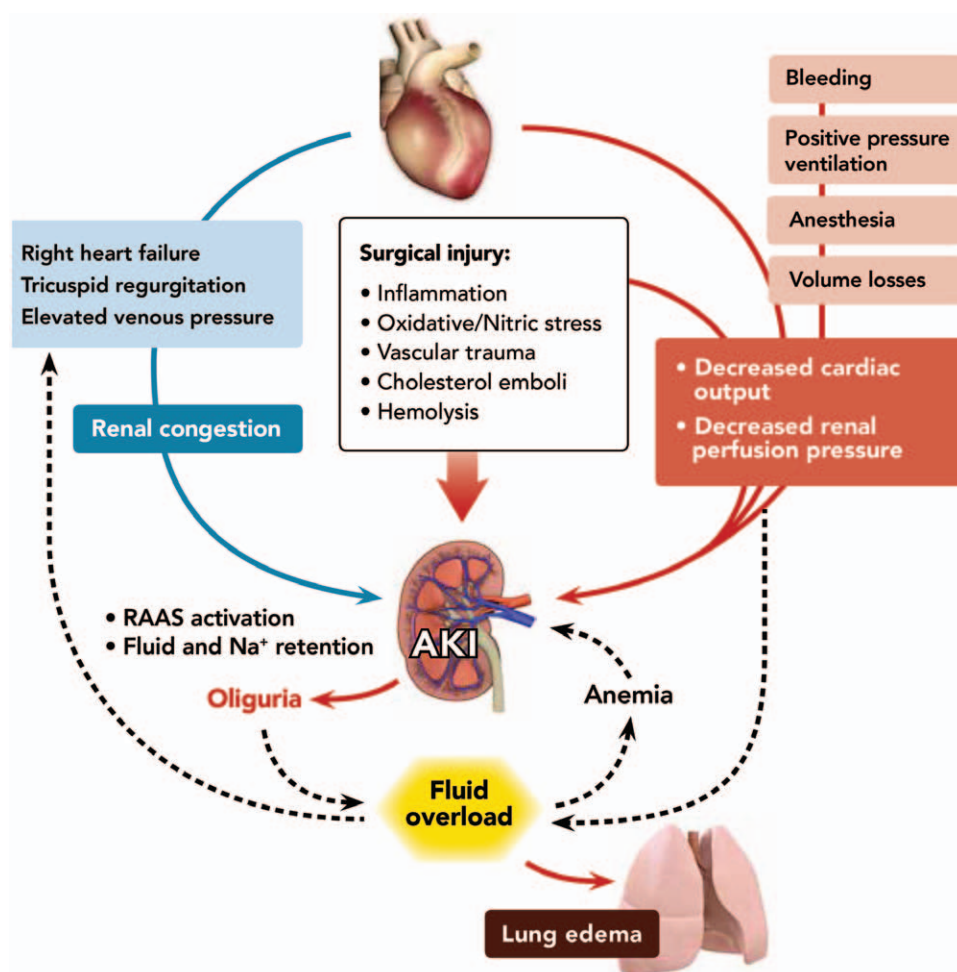 Bleeding
Positive pressure
ventilation
Anesthesia
Volume losses
Right heart failure
Tricuspid regurgitation
Elevated venous pressure
Surgical injury:
• Inflammation
• Oxidative/Nitric stress
• Vascular trauma
• Cholesterol emboli
• Hemolysis
• Decreased cardiac
output
• Decreased renal
perfusion pressure
Renal congestion
• RAAS activation
• Fluid and Na⁺ retention
AKI
Oliguria
Anemia
Fluid
overload
Lung edema